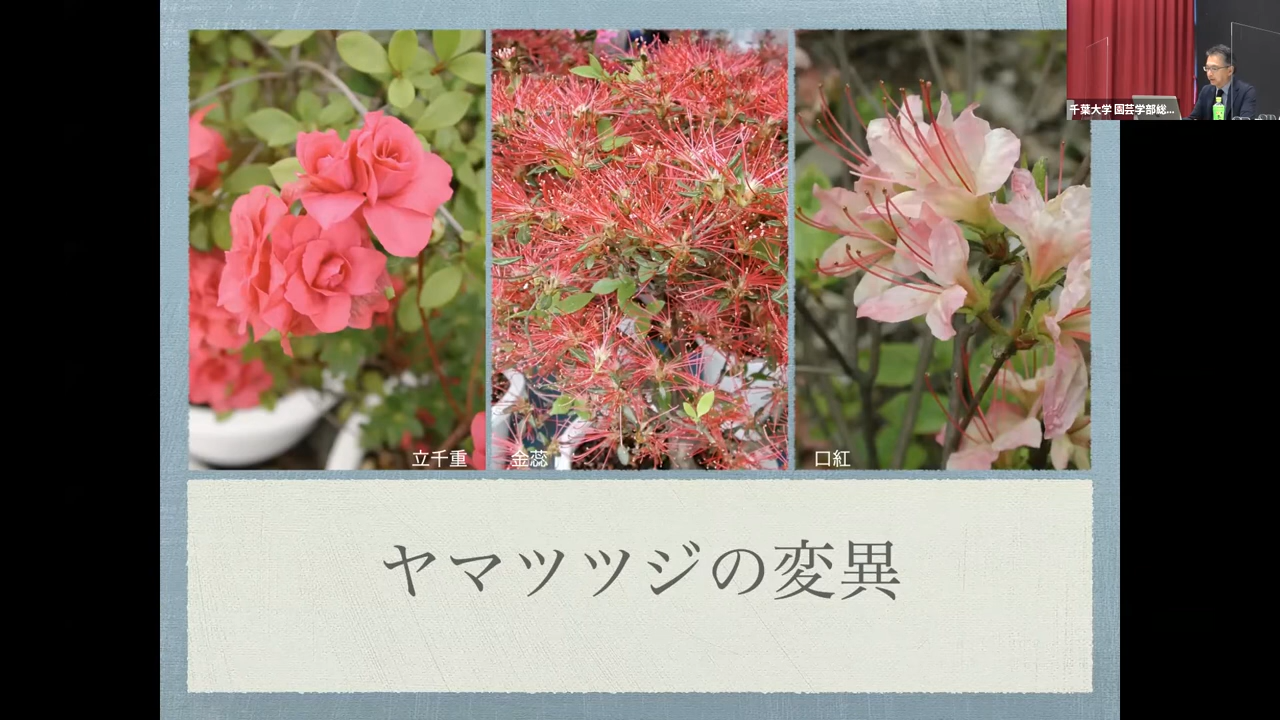 千葉大学 園芸学部総...
立千重
金蕊
口紅
ヤマツツジの変異